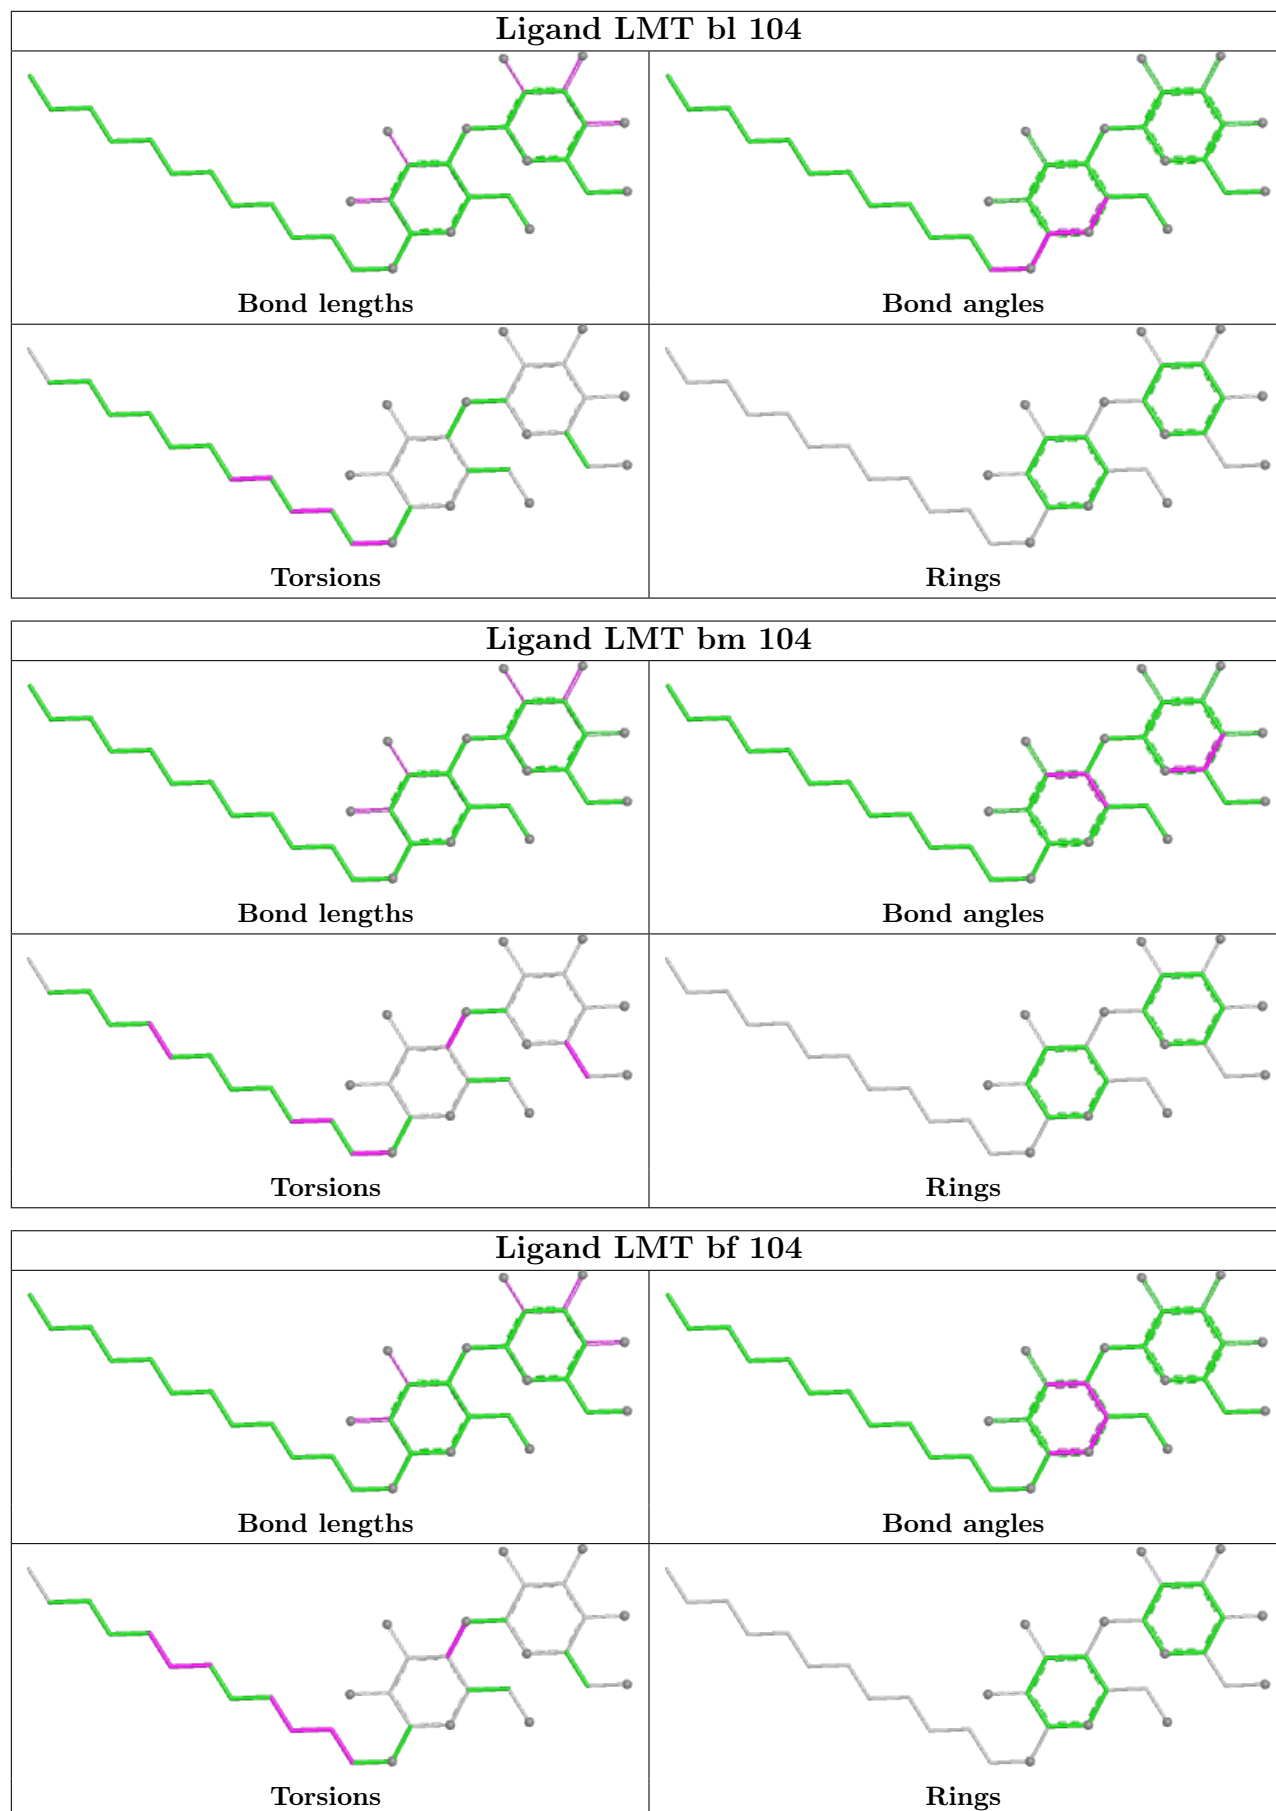 Ligand LMT bl 104
Bond lengths
Bond angles
Torsions
Rings
Ligand LMT bm 104
Bond lengths
Bond angles
Torsions
Rings
Ligand LMT bf 104
Bond lengths
Bond angles
Torsions
Rings